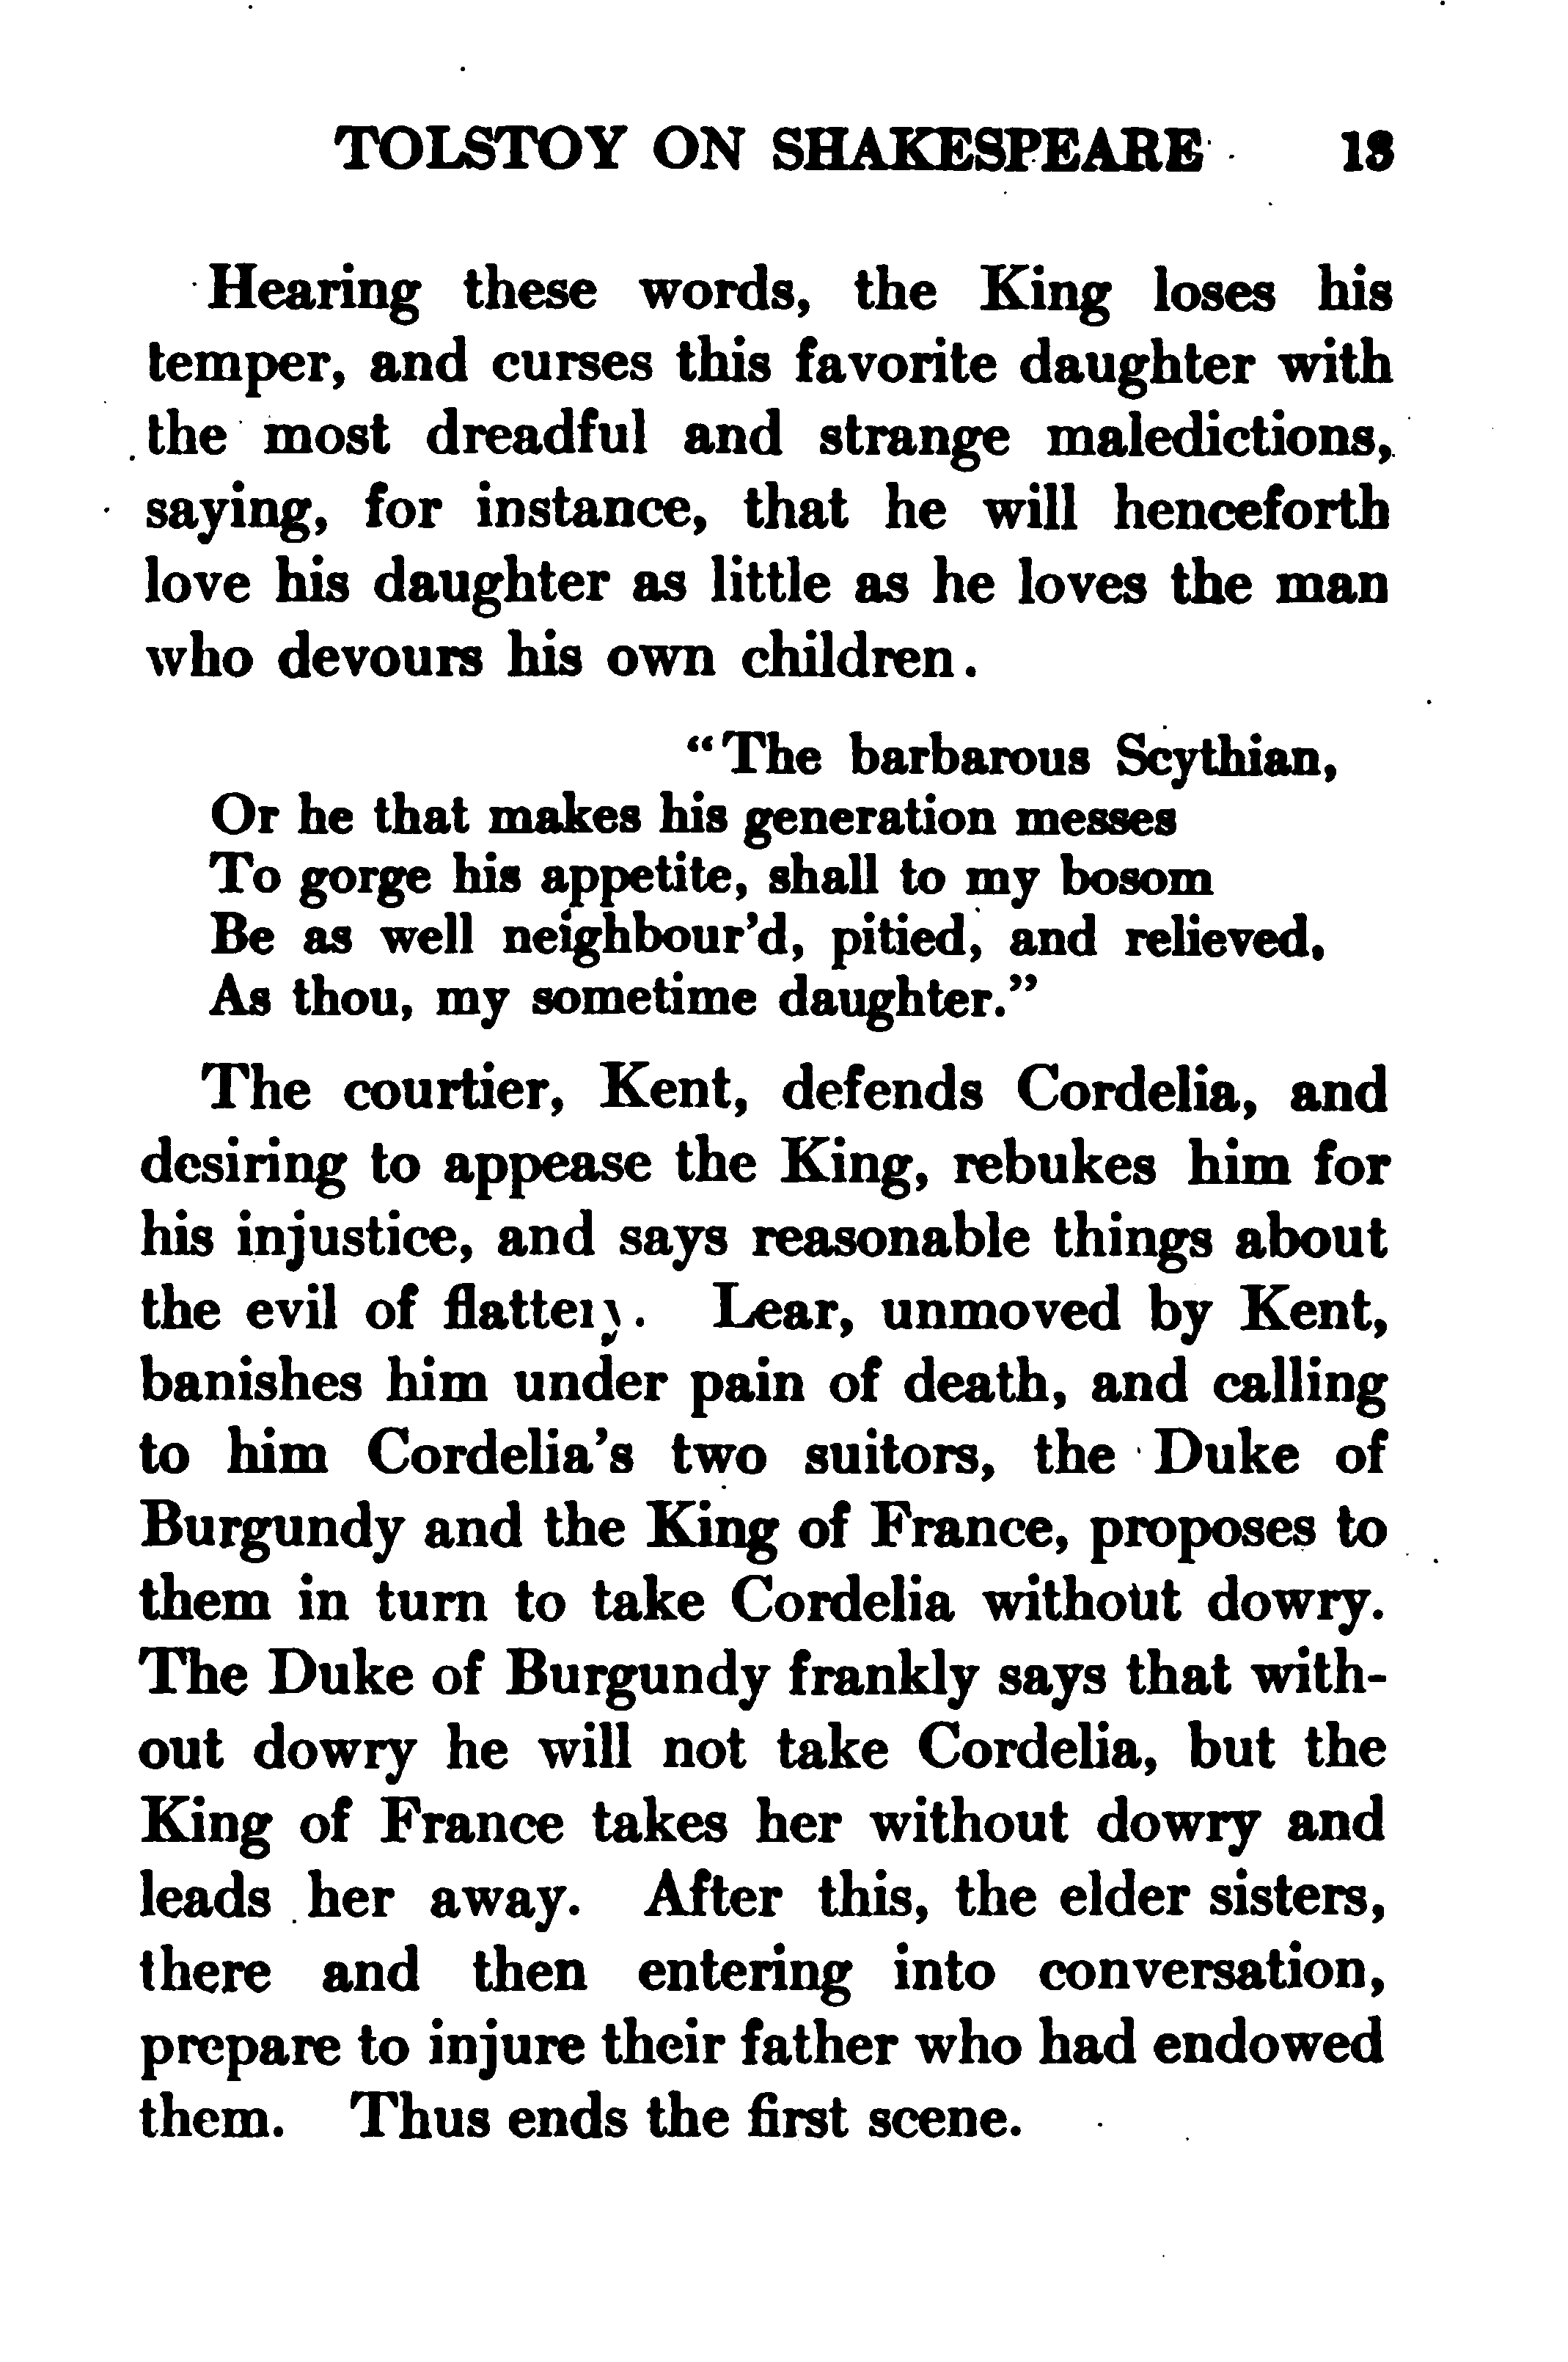 TOLSTOY ON SHAKESPEARE 13
Hearing these words, the King loses his
temper, and curses this favorite daughter with
the most dreadful and strange maledictions,
saying, for instance, that he will henceforth
love his daughter as little as he loves the man
who devours his own children.
“The barbarous Scythian,
Or he that makes his generation messes
To gorge his appetite, shall to my bosom
Be as well neighbour’d, pitied, and relieved,
As thou, my sometime daughter.”
The courtier, Kent, defends Cordelia, and
desiring to appease the King, rebukes him for
his injustice, and says reasonable things about
the evil of flattery. Lear, unmoved by Kent,
banishes him under pain of death, and calling
to him Cordelia’s two suitors, the Duke of
Burgundy and the King of France, proposes to
them in turn to take Cordelia without dowry.
The Duke of Burgundy frankly says that with-
out dowry he will not take Cordelia, but the
King of France takes her without dowry and
leads her away. After this, the elder sisters,
there and then entering into conversation,
prepare to injure their father who had endowed
them. Thus ends the first scene.